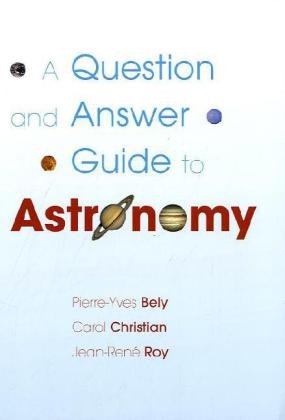 A Question
and Answer
Guide to
Astronomy
Pierre-Yves Bely
Carol Christian
Jean-René Roy